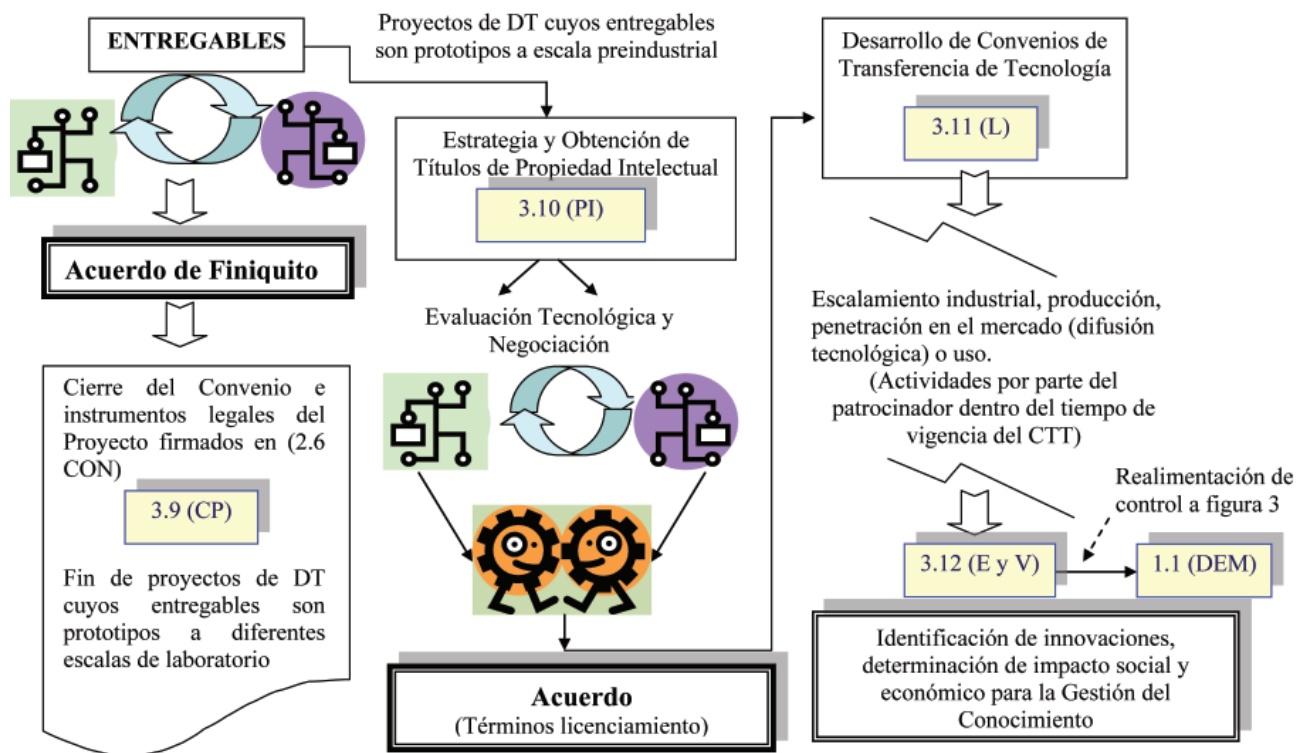 ENTREGABLES
Proyectos de DT cuyos entregables
son prototipos a escala preindustrial
Acuerdo de Finiquito
Cierre del Convenio e
instrumentos legales del
Proyecto firmados en (2.6
CON)
3.9 (CP)
Fin de proyectos de DT
cuyos entregables son
prototipos a diferentes
escalas de laboratorio
Estrategia y Obtención de
Títulos de Propiedad Intelectual
3.10 (PI)
Evaluación Tecnológica y
Negociación
Acuerdo
(Términos licenciamiento)
Desarrollo de Convenios de
Transferencia de Tecnología
3.11 (L)
Escalamiento industrial, producción,
penetración en el mercado (difusión
tecnológica) o uso.
(Actividades por parte del
patrocinador dentro del tiempo de
vigencia del CTT)
Realimentación de
control a figura 3
3.12 (E y V)
1.1 (DEM)
Identificación de innovaciones,
determinación de impacto social y
económico para la Gestión del
Conocimiento